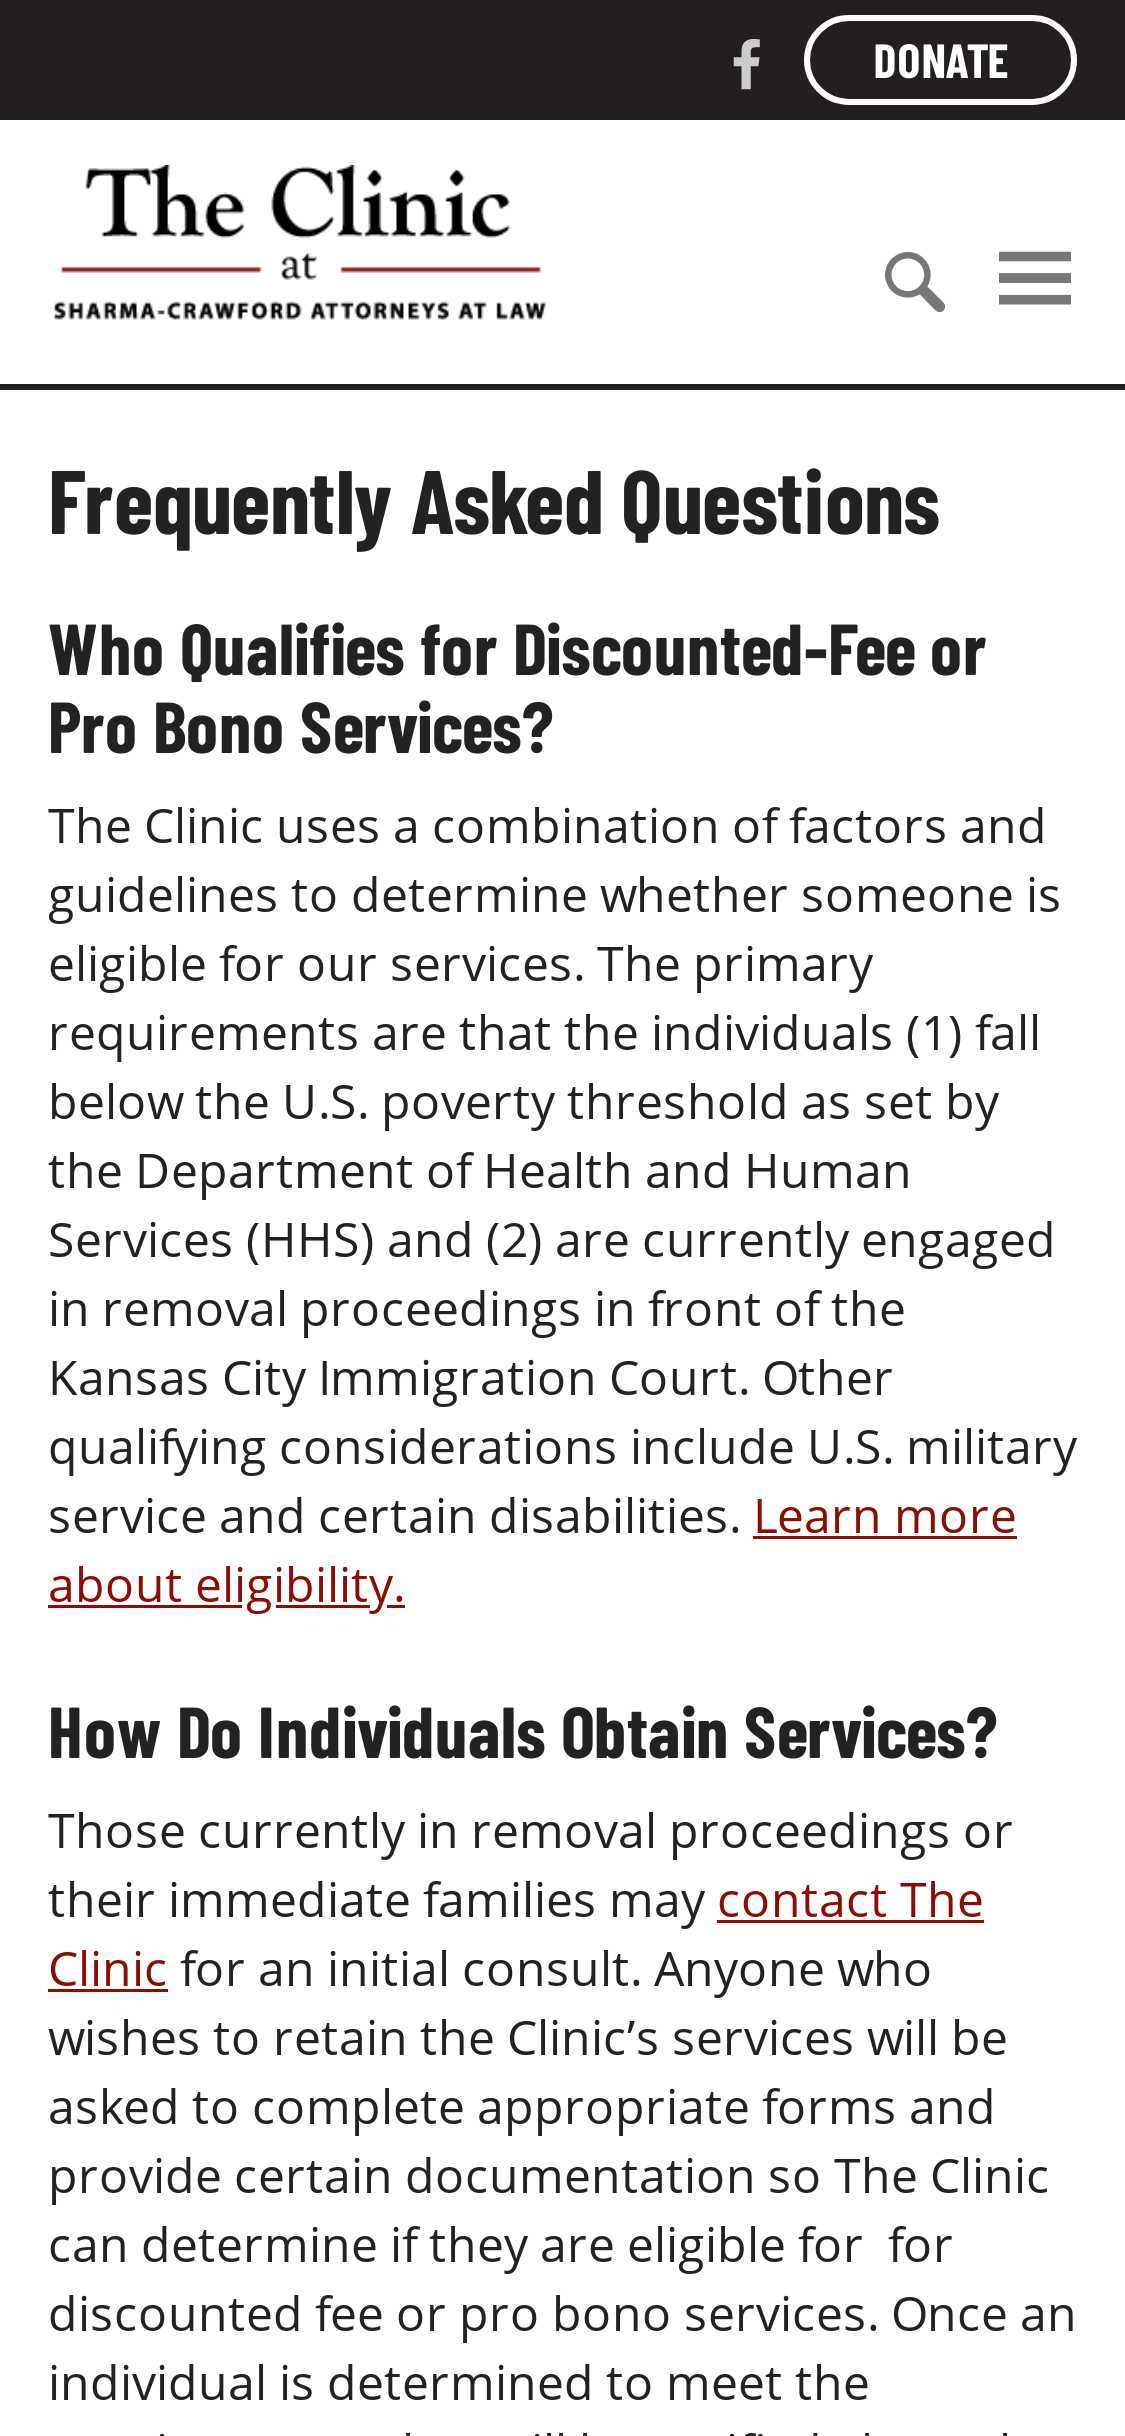 DONATE
The Clinic
at
SHARMA-CRAWFORD ATTORNEYS AT LAW
Frequently Asked Questions
Who Qualifies for Discounted-Fee or
Pro Bono Services?
The Clinic uses a combination of factors and
guidelines to determine whether someone is
eligible for our services. The primary
requirements are that the individuals (1) fall
below the U.S. poverty threshold as set by
the Department of Health and Human
Services (HHS) and (2) are currently engaged
in removal proceedings in front of the
Kansas City Immigration Court. Other
qualifying considerations include U.S. military
service and certain disabilities. Learn more
about eligibility.
How Do Individuals Obtain Services?
Those currently in removal proceedings or
their immediate families may contact The
Clinic for an initial consult. Anyone who
wishes to retain the Clinic’s services will be
asked to complete appropriate forms and
provide certain documentation so The Clinic
can determine if they are eligible for  for
discounted fee or pro bono services. Once an
individual is determined to meet the